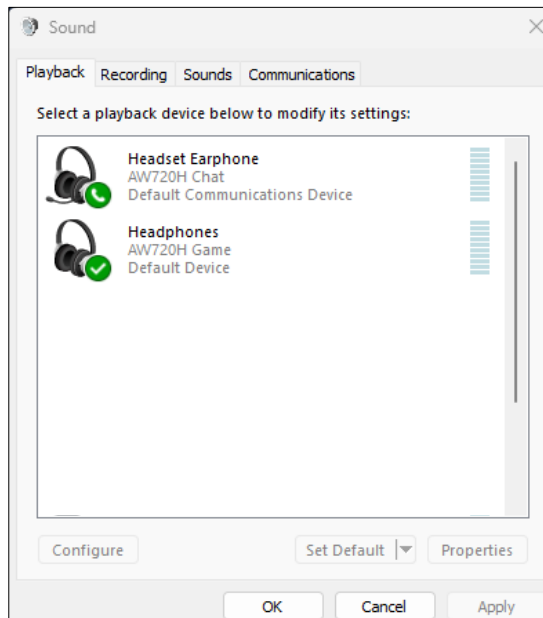 Sound
Playback Recording Sounds Communications
Select a playback device below to modify its settings:
Headset Earphone
AW720H Chat
Default Communications Device
Headphones
AW720H Game
Default Device
Configure Set Default Properties
OK Cancel Apply